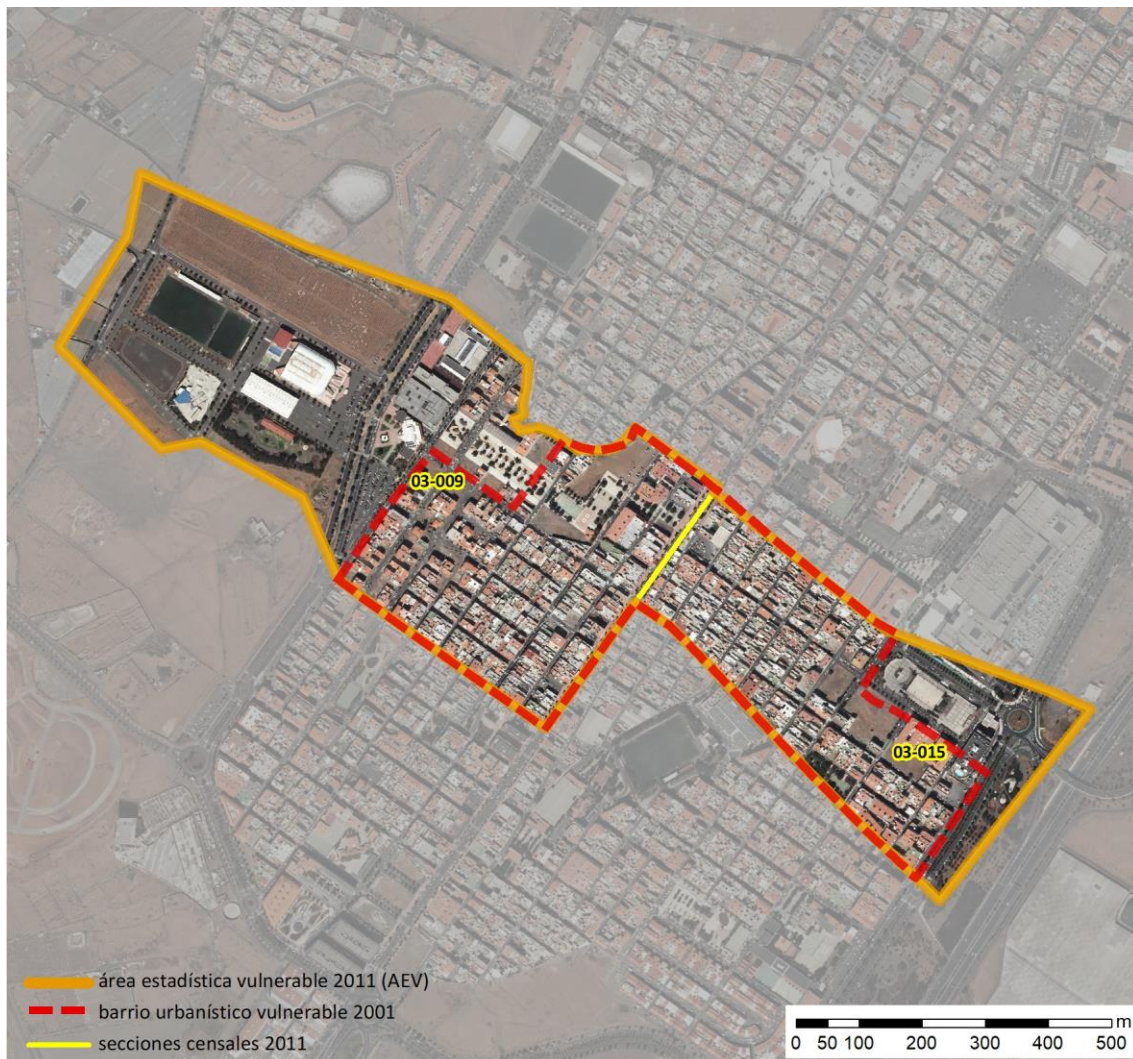 03-009
03-015
área estadística vulnerable 2011 (AEV)
barrio urbanístico vulnerable 2001
secciones censales 2011
0 50 100 200 300 400 500 m